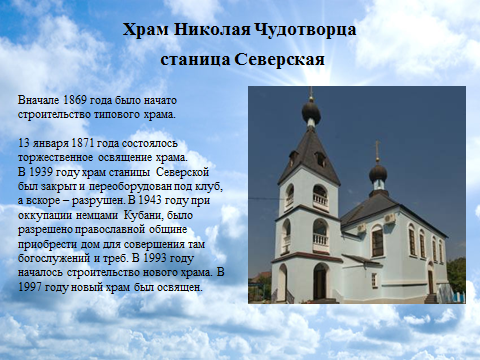 Храм Николая Чудотворца
станица Северская
Вначале 1869 года было начато
строительство типового храма.
13 января 1871 года состоялось
торжественное освящение храма.
В 1939 году храм станицы Северской
был закрыт и переоборудован под клуб,
а вскоре – разрушен. В 1943 году при
оккупации немцами Кубани, было
разрешено православной общине
приобрести дом для совершения там
богослужений и треб. В 1993 году
началось строительство нового храма. В
1997 году новый храм был освящен.